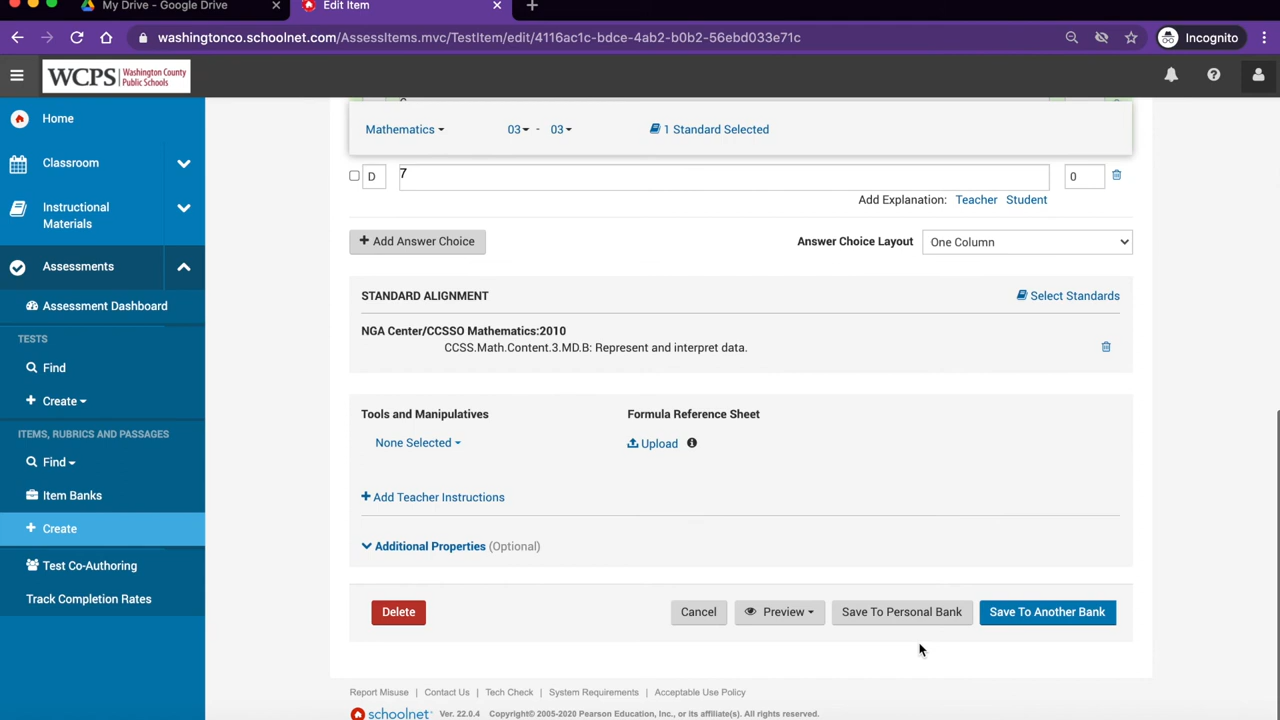 My Drive - Google Drive
Edit Item
washingtonco.schoolnet.com/AssessItems.mvc/TestItem/edit/4116ac1c-bdce-4ab2-b0b2-56ebd033e71c
Incognito
WCPS Washington County Public Schools
Home
Classroom
Instructional
Materials
Assessments
Assessment Dashboard
TESTS
Find
Create
ITEMS, RUBRICS AND PASSAGES
Find
Item Banks
Create
Test Co-Authoring
Track Completion Rates
Mathematics 03 - 03 1 Standard Selected
D 7 0
Add Explanation: Teacher Student
+ Add Answer Choice
Answer Choice Layout One Column
STANDARD ALIGNMENT Select Standards
NGA Center/CCSSO Mathematics:2010
CCSS.Math.Content.3.MD.B: Represent and interpret data.
Tools and Manipulatives Formula Reference Sheet
None Selected Upload
+ Add Teacher Instructions
Additional Properties (Optional)
Delete Cancel Preview Save To Personal Bank Save To Another Bank
Report Misuse | Contact Us | Tech Check | System Requirements | Acceptable Use Policy
schoolnet Ver. 22.0.4 Copyright© 2005-2020 Pearson Education, Inc., or its affiliate(s). All rights reserved.